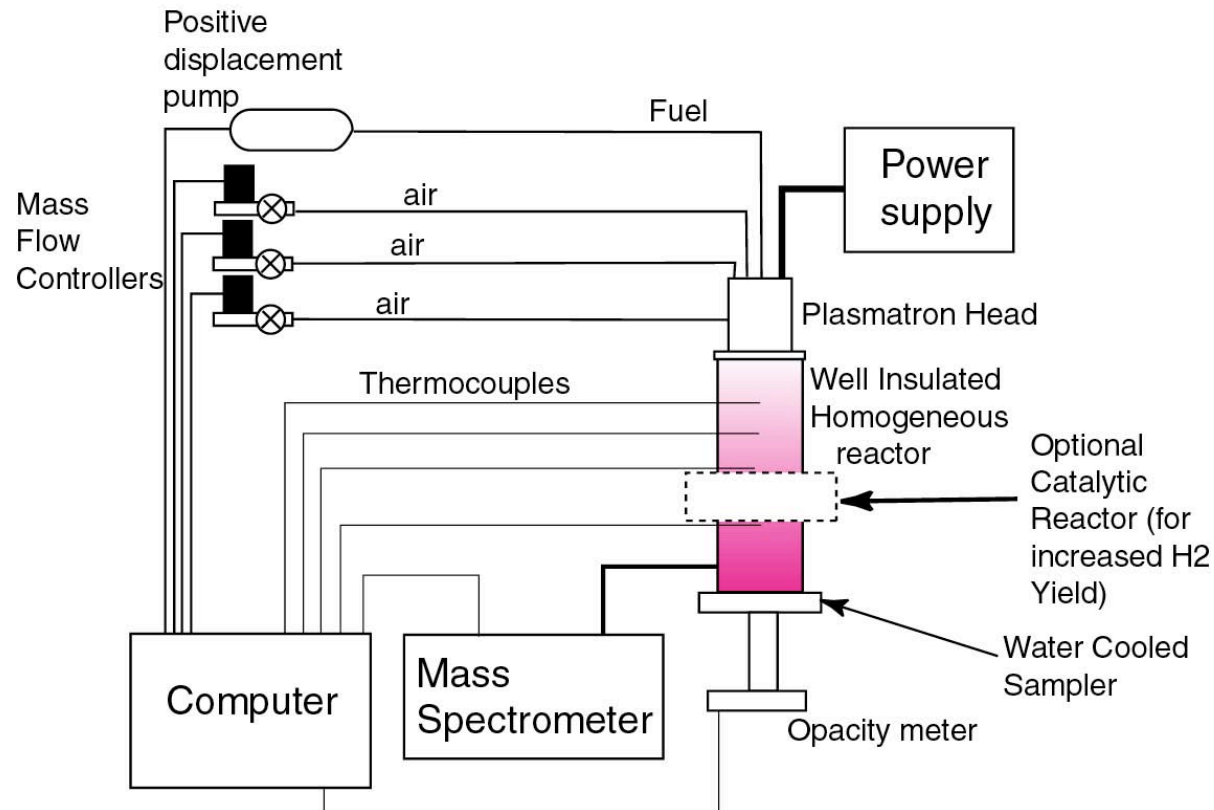 Positive
displacement
pump
Fuel
Power
supply
Mass
Flow
Controllers
air
air
air
Plasmatron Head
Thermocouples
Well Insulated
Homogeneous
reactor
Optional
Catalytic
Reactor (for
increased H2
Yield)
Water Cooled
Sampler
Computer
Mass
Spectrometer
Opacity meter